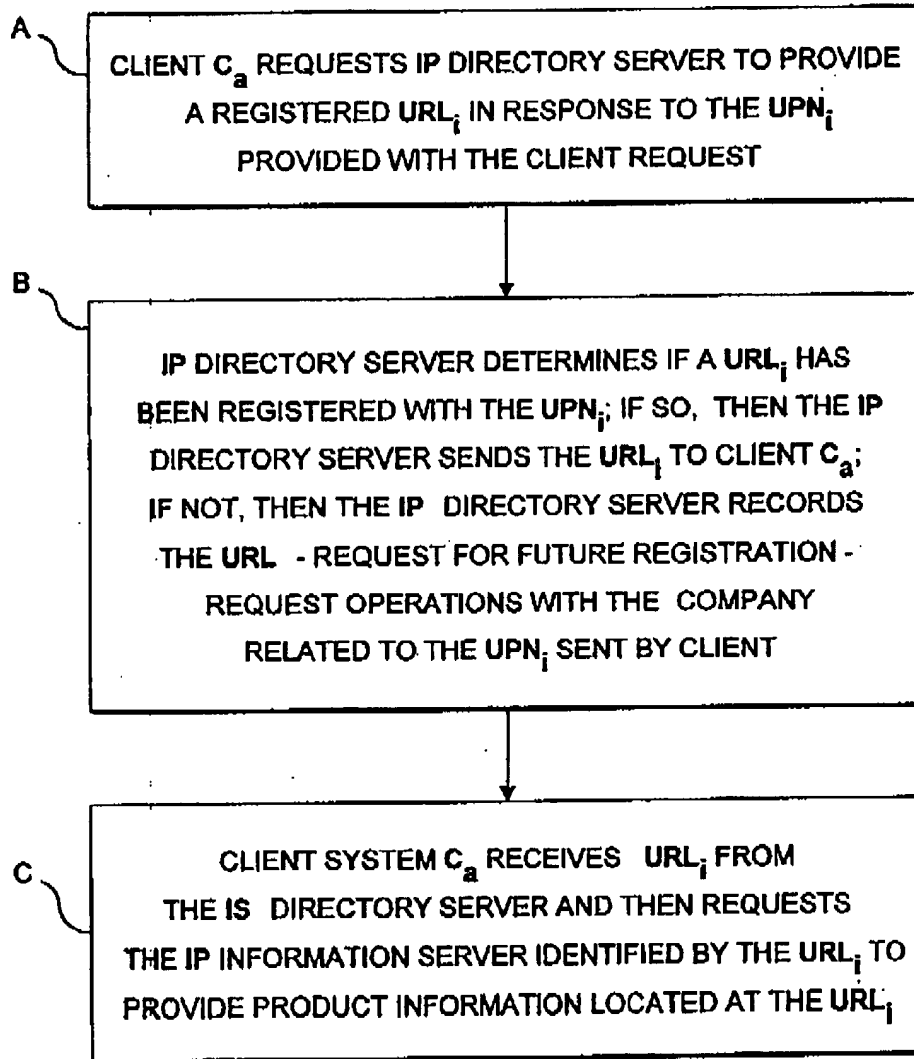 A
CLIENT Ca REQUESTS IP DIRECTORY SERVER TO PROVIDE
A REGISTERED URLi IN RESPONSE TO THE UPNi
PROVIDED WITH THE CLIENT REQUEST
B
IP DIRECTORY SERVER DETERMINES IF A URLi HAS
BEEN REGISTERED WITH THE UPNi; IF SO, THEN THE IP
DIRECTORY SERVER SENDS THE URLi TO CLIENT Ca;
IF NOT, THEN THE IP DIRECTORY SERVER RECORDS
THE URL - REQUEST FOR FUTURE REGISTRATION -
REQUEST OPERATIONS WITH THE COMPANY
RELATED TO THE UPNi SENT BY CLIENT
C
CLIENT SYSTEM Ca RECEIVES URLi FROM
THE IS DIRECTORY SERVER AND THEN REQUESTS
THE IP INFORMATION SERVER IDENTIFIED BY THE URLi TO
PROVIDE PRODUCT INFORMATION LOCATED AT THE URLi